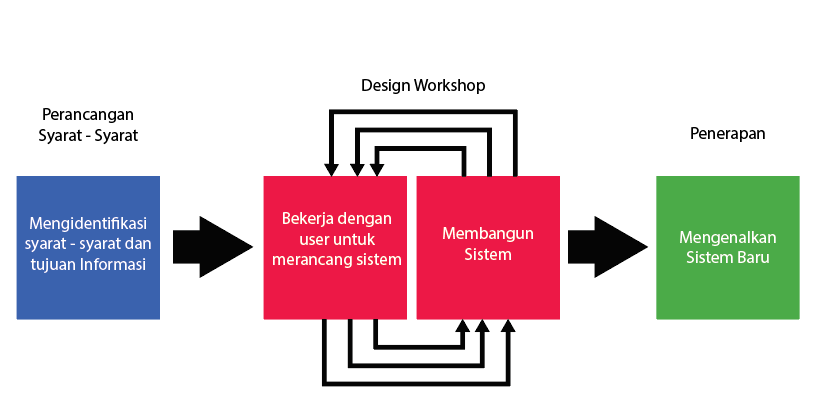 Perancangan
Syarat - Syarat
Mengidentifikasi
syarat - syarat dan
tujuan Informasi
Design Workshop
Bekerja dengan
user untuk
merancang sistem
Membangun
Sistem
Penerapan
Mengenalkan
Sistem Baru